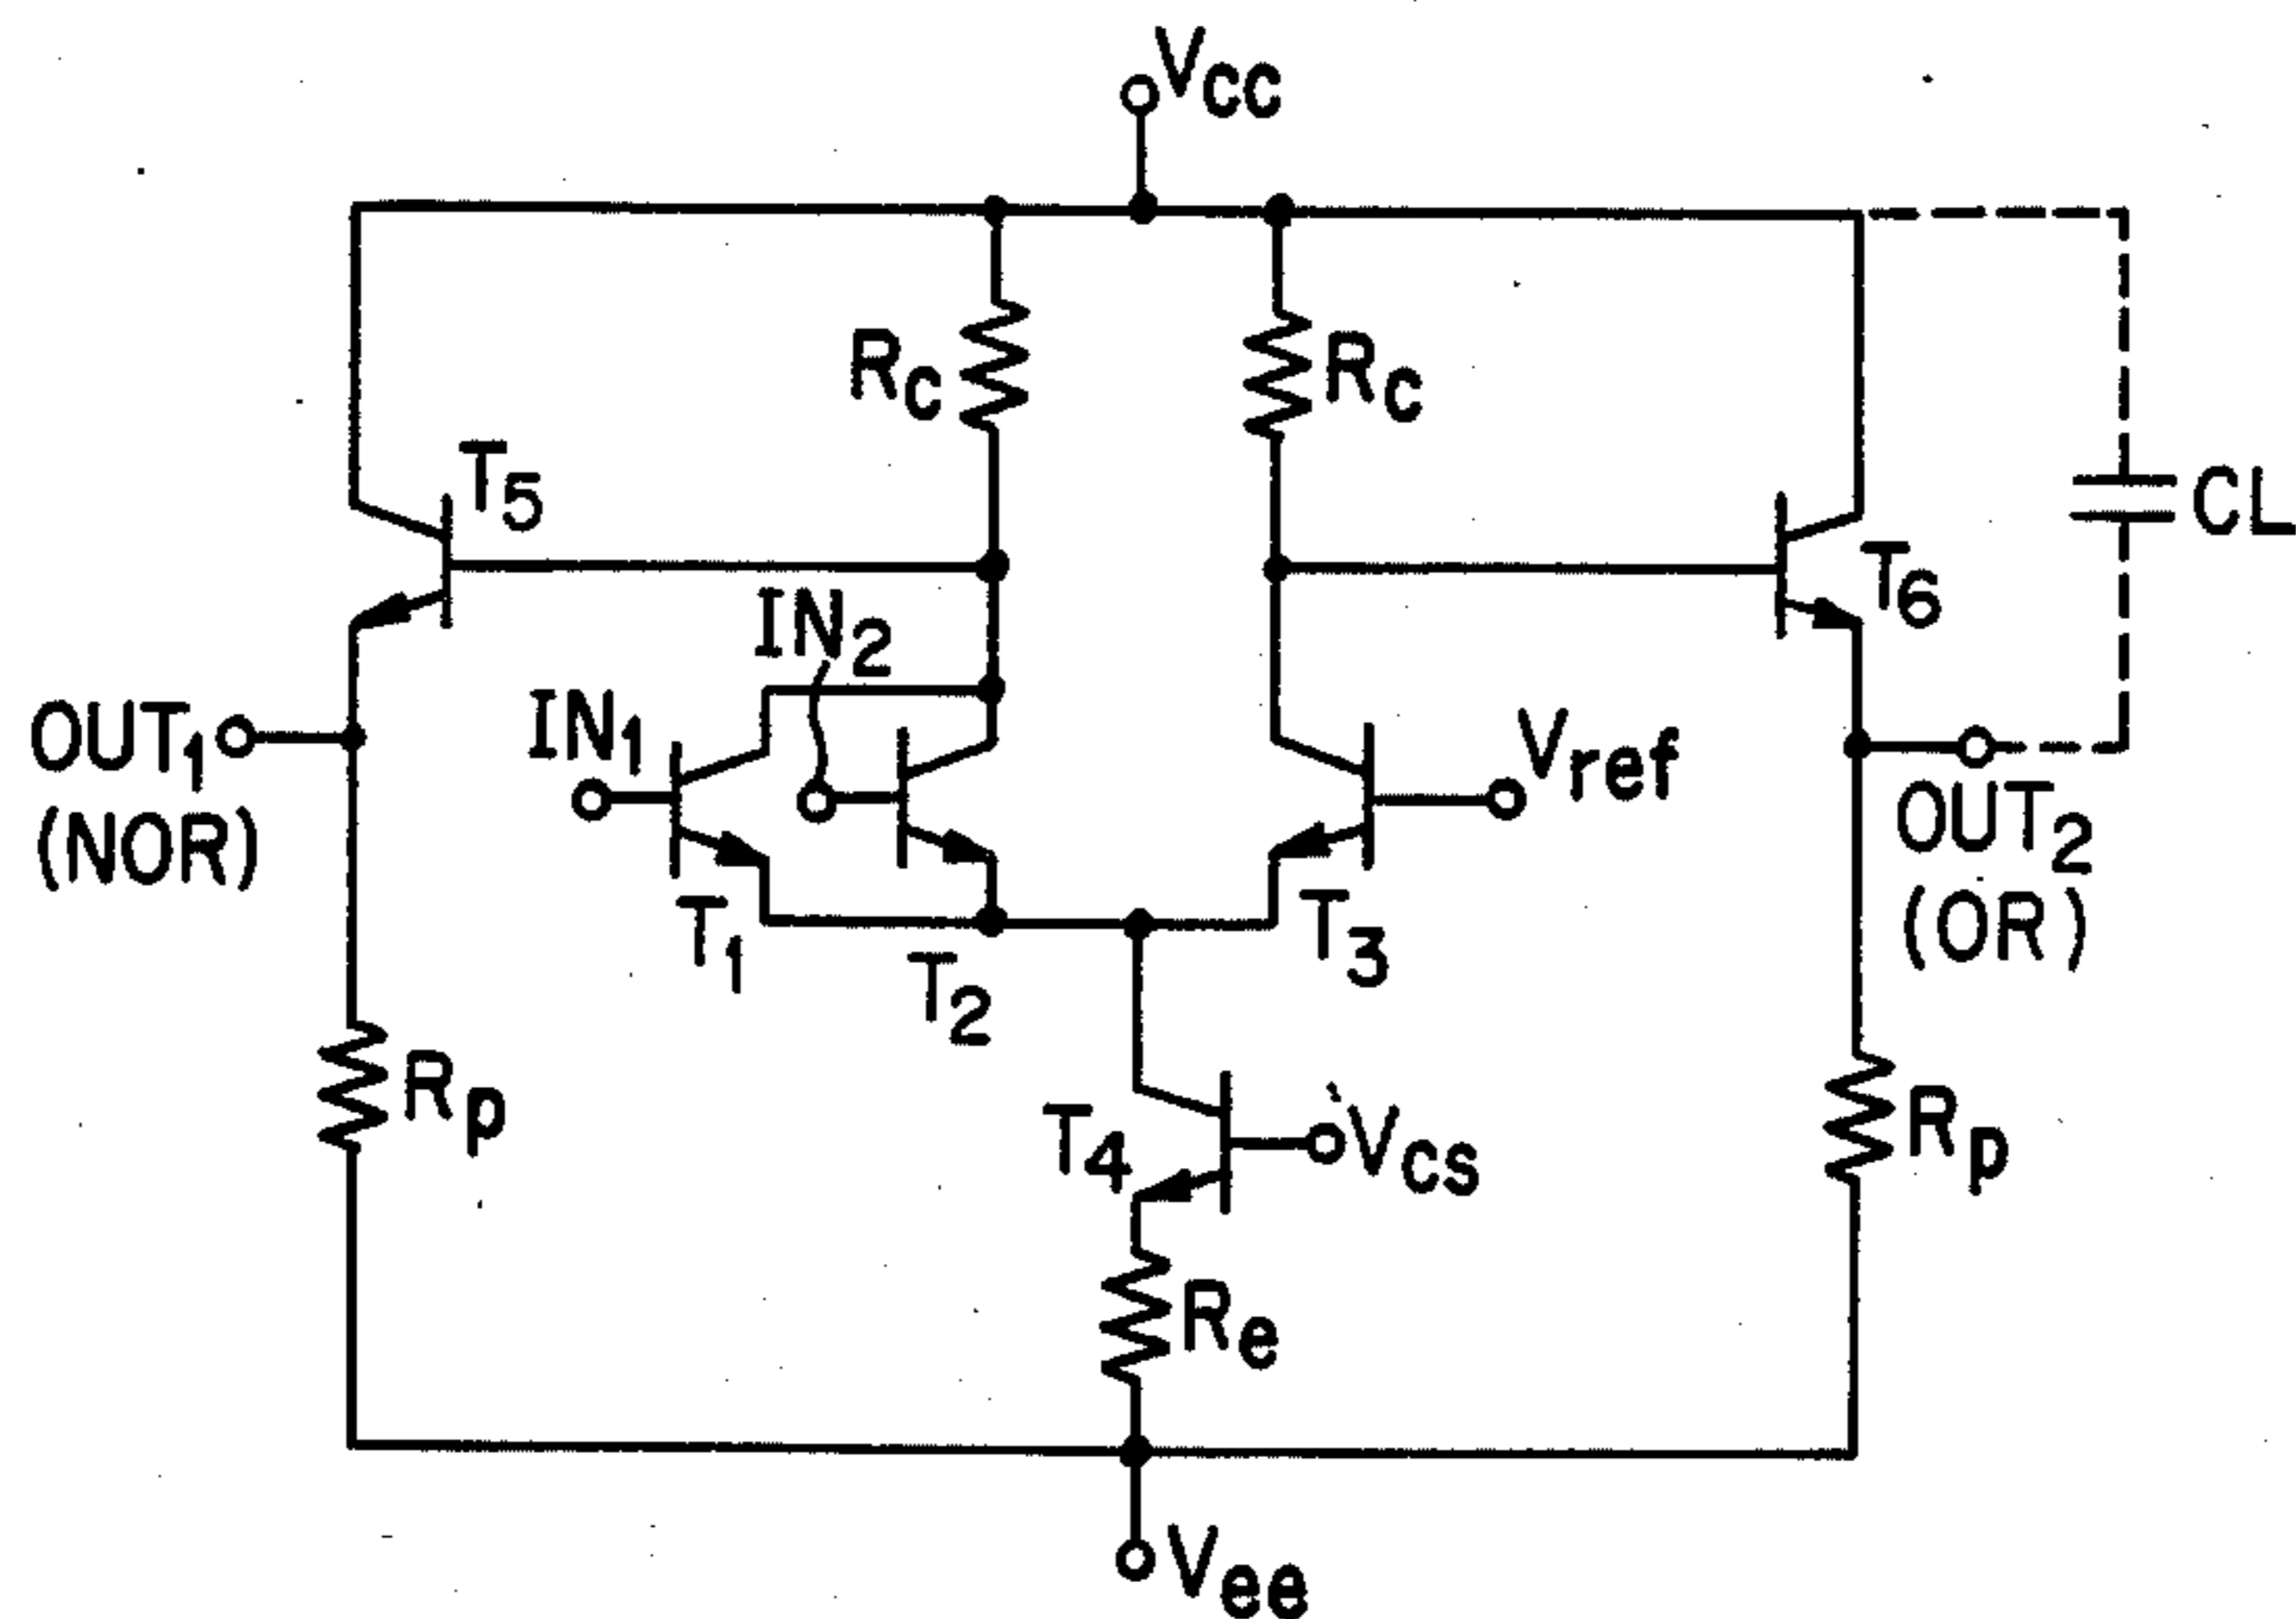 Vcc
Rc
Rc
T5
CL
T6
IN2
IN1
OUT1
(NOR)
Vref
OUT2
(OR)
T1
T2
T3
Rp
T4
Vcs
Rp
Re
Vee